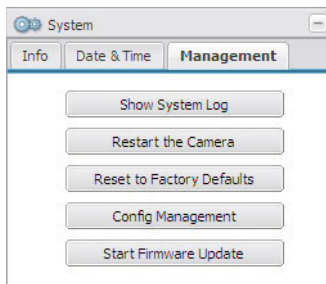 System
Info Date & Time Management
Show System Log
Restart the Camera
Reset to Factory Defaults
Config Management
Start Firmware Update